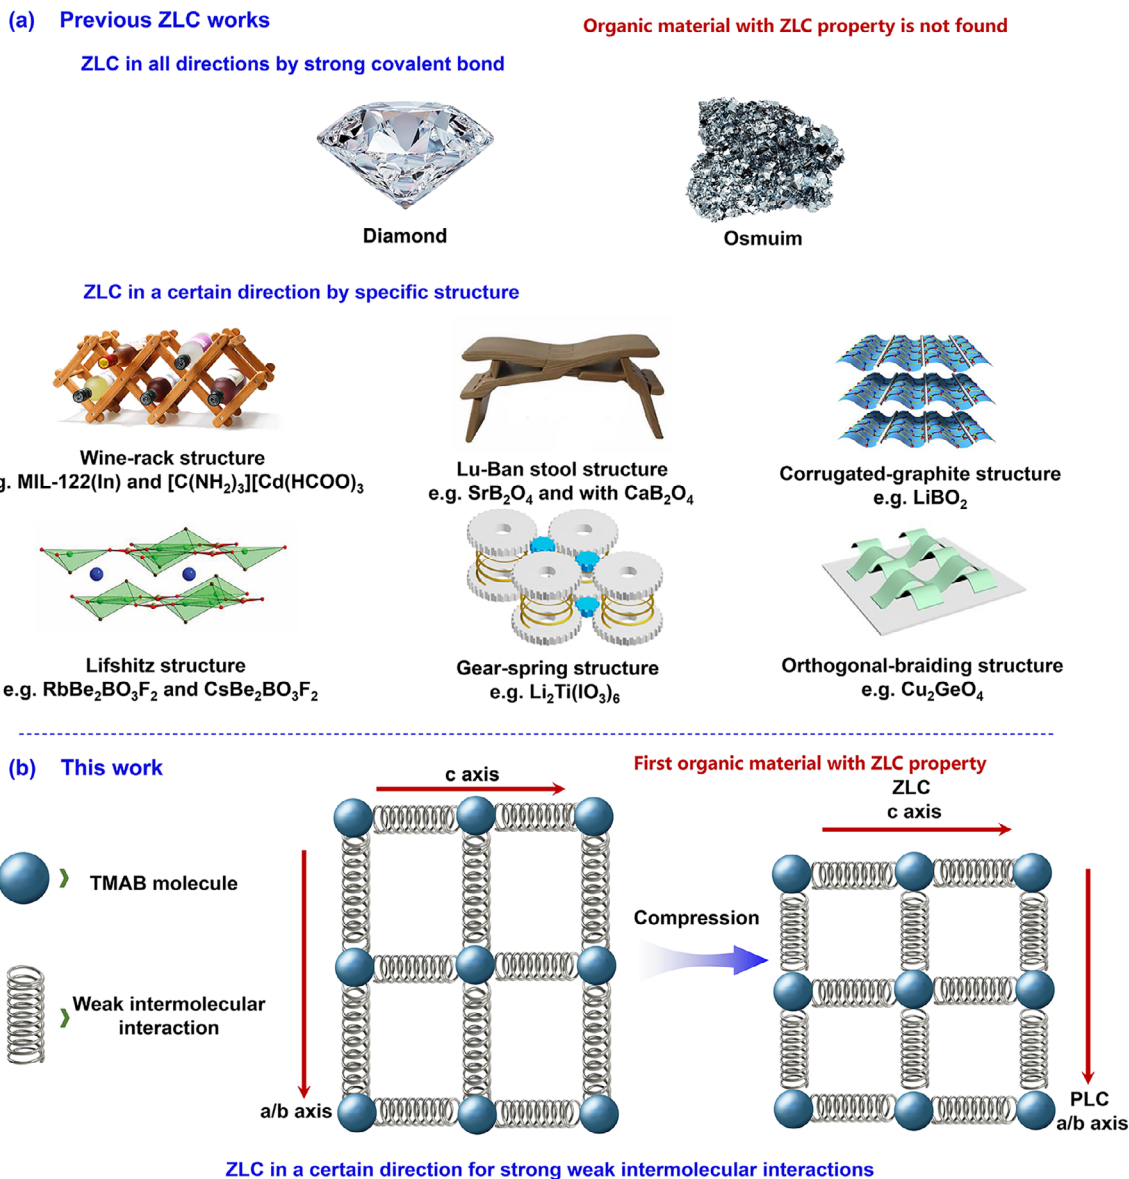 (a) Previous ZLC works
Organic material with ZLC property is not found
ZLC in all directions by strong covalent bond
Diamond
Osmuim
ZLC in a certain direction by specific structure
Wine-rack structure
g. MIL-122(In) and [C(NH₂)₃][Cd(HCOO)₃
Lu-Ban stool structure
e.g. SrB₂O₄ and with CaB₂O₄
Corrugated-graphite structure
e.g. LiBO₂
Lifshitz structure
e.g. RbBe₂BO₃F₂ and CsBe₂BO₃F₂
Gear-spring structure
e.g. Li₂Ti(IO₃)₆
Orthogonal-braiding structure
e.g. Cu₂GeO₄
(b) This work
First organic material with ZLC property
c axis
ZLC
c axis
TMAB molecule
Compression
Weak intermolecular
interaction
a/b axis
PLC
a/b axis
ZLC in a certain direction for strong weak intermolecular interactions